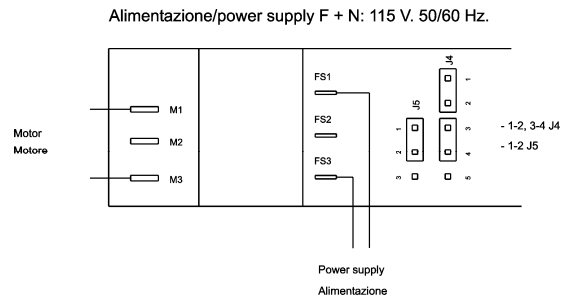 Alimentazione/power supply F + N: 115 V. 50/60 Hz.
J4
FS1
1
J5
2
M1
FS2
1
3
- 1-2, 3-4 J4
Motor
Motore
M2
2
4
- 1-2 J5
FS3
M3
3
5
Power supply
Alimentazione